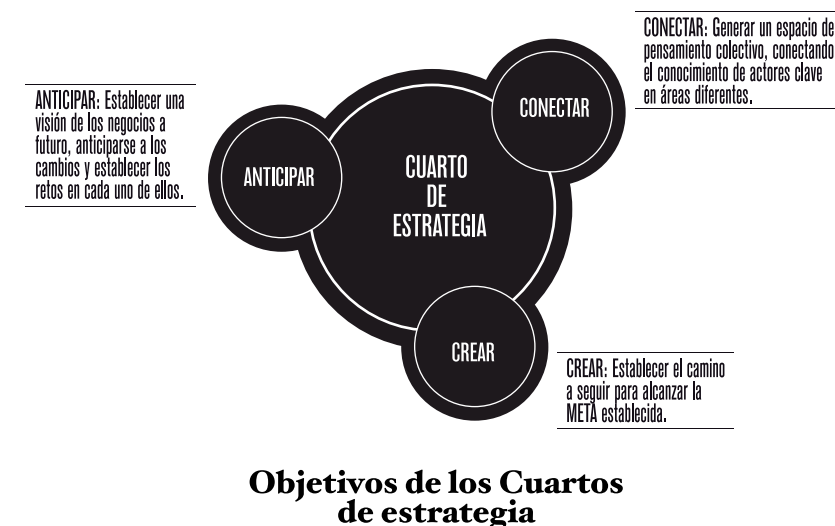 CONECTAR: Generar un espacio de
pensamiento colectivo, conectando
el conocimiento de actores clave
en áreas diferentes.
ANTICIPAR: Establecer una
visión de los negocios a
futuro, anticiparse a los
cambios y establecer los
retos en cada uno de ellos.
CONECTAR
ANTICIPAR
CUARTO
DE
ESTRATEGIA
CREAR
CREAR: Establecer el camino
a seguir para alcanzar la
META establecida.
Objetivos de los Cuartos
de estrategia